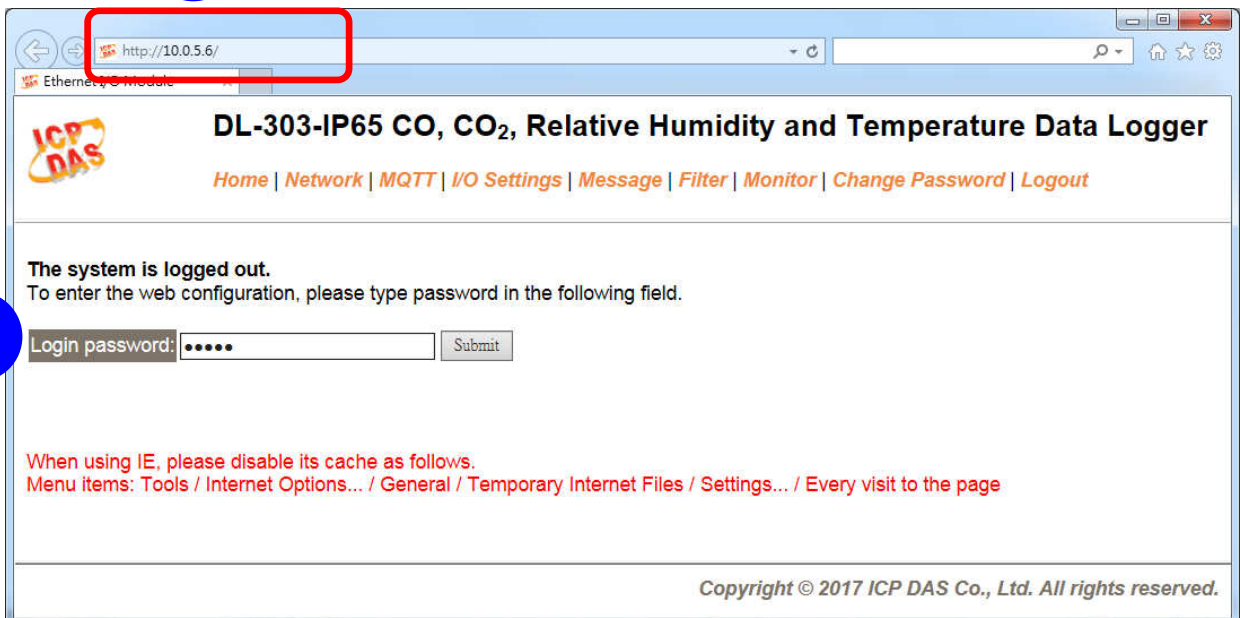 http://10.0.5.6/
Ethernet I/O Module
ICP DAS
DL-303-IP65 CO, CO₂, Relative Humidity and Temperature Data Logger
Home | Network | MQTT | I/O Settings | Message | Filter | Monitor | Change Password | Logout
The system is logged out.
To enter the web configuration, please type password in the following field.
Login password: ••••• Submit
When using IE, please disable its cache as follows.
Menu items: Tools / Internet Options... / General / Temporary Internet Files / Settings... / Every visit to the page
Copyright © 2017 ICP DAS Co., Ltd. All rights reserved.